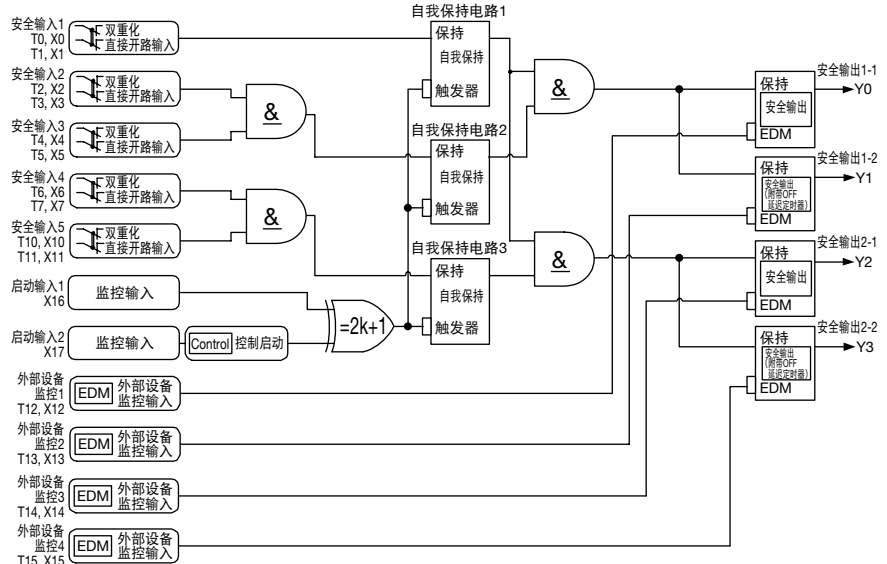 自我保持电路1
安全输入1
T0, X0
T1, X1
双重化
直接开路输入
保持
自我保持
触发器
安全输入2
T2, X2
T3, X3
双重化
直接开路输入
&
&
保持
安全输出
EDM
安全输出1-1
Y0
安全输入3
T4, X4
T5, X5
双重化
直接开路输入
自我保持电路2
保持
自我保持
触发器
保持
安全输出
(附带OFF
延迟定时器)
EDM
安全输出1-2
Y1
安全输入4
T6, X6
T7, X7
双重化
直接开路输入
&
安全输入5
T10, X10
T11, X11
双重化
直接开路输入
自我保持电路3
保持
自我保持
触发器
&
保持
安全输出
EDM
安全输出2-1
Y2
启动输入1
X16
监控输入
=2k+1
启动输入2
X17
监控输入
Control 控制启动
保持
安全输出
(附带OFF
延迟定时器)
EDM
安全输出2-2
Y3
外部设备
监控1
T12, X12
EDM
外部设备
监控输入
外部设备
监控2
T13, X13
EDM
外部设备
监控输入
外部设备
监控3
T14, X14
EDM
外部设备
监控输入
外部设备
监控4
T15, X15
EDM
外部设备
监控输入